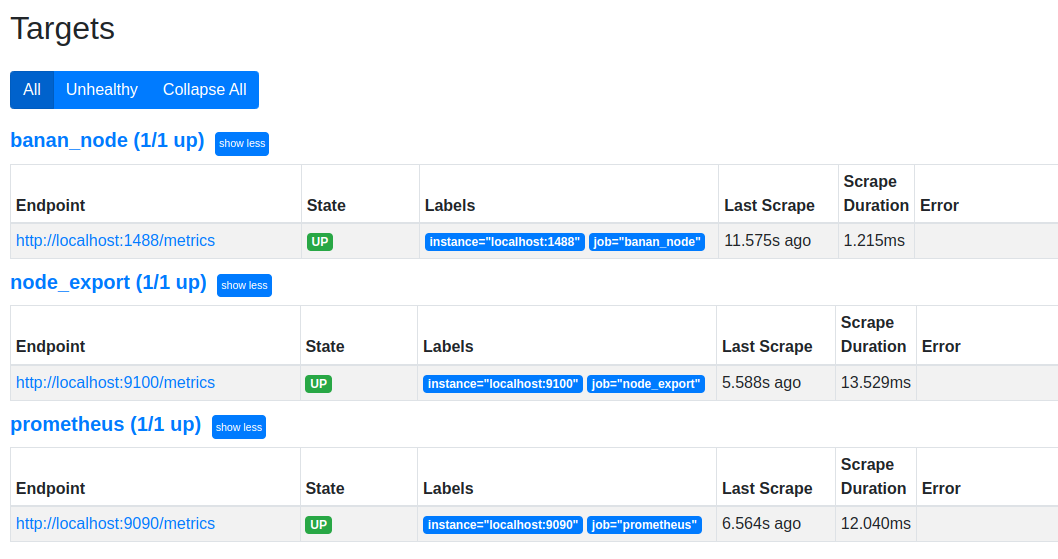 Targets
All Unhealthy Collapse All
banan_node (1/1 up) show less
Endpoint State Labels Last Scrape Scrape Duration Error
http://localhost:1488/metrics UP instance="localhost:1488" job="banan_node" 11.575s ago 1.215ms
node_export (1/1 up) show less
Endpoint State Labels Last Scrape Scrape Duration Error
http://localhost:9100/metrics UP instance="localhost:9100" job="node_export" 5.588s ago 13.529ms
prometheus (1/1 up) show less
Endpoint State Labels Last Scrape Scrape Duration Error
http://localhost:9090/metrics UP instance="localhost:9090" job="prometheus" 6.564s ago 12.040ms